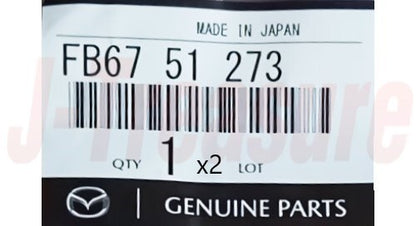 MADE IN JAPAN
FB67 51 273
J-Treasure
QTY 1 x2 LOT
GENUINE PARTS